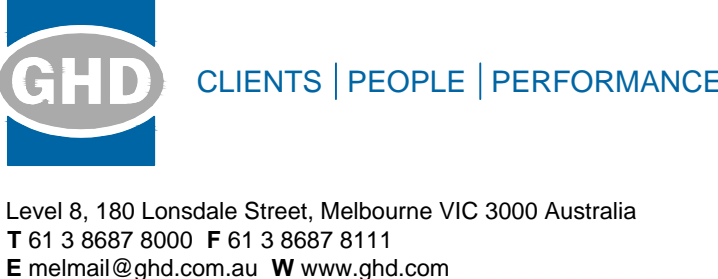 GHD
CLIENTS | PEOPLE | PERFORMANCE
Level 8, 180 Lonsdale Street, Melbourne VIC 3000 Australia
T 61 3 8687 8000 F 61 3 8687 8111
E melmail@ghd.com.au W www.ghd.com